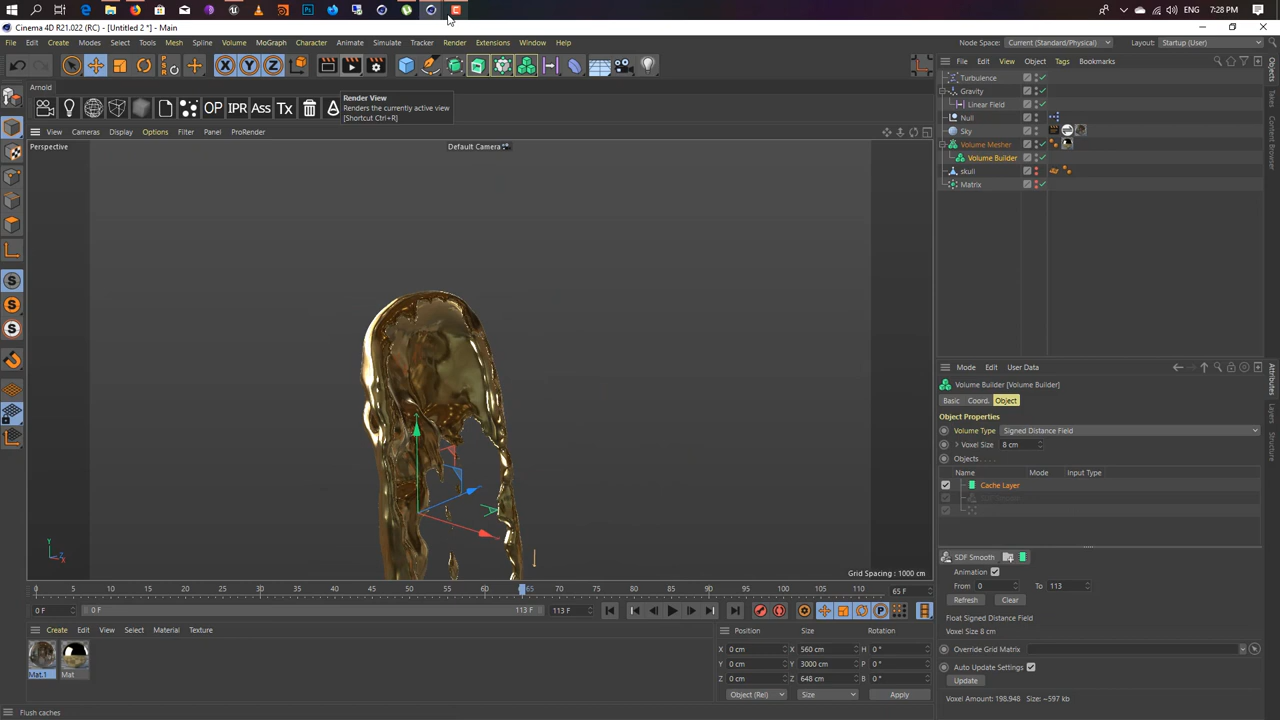 7:28 PM
Cinema 4D R21.022 (RC) - [Untitled 2 *] - Main
File Edit Create Modes Select Tools Mesh Spline Volume MoGraph Character Animate Simulate Tracker Render Extensions Window Help
Node Space: Current (Standard/Physical) Layout: Startup (User)
File Edit View Object Tags Bookmarks
Arnold
OP IPR Ass Tx
Render View
Renders the currently active view
[Shortcut Ctrl+R]
View Cameras Display Options Filter Panel ProRender
Perspective
Default Camera
Turbulence
Gravity
Linear Field
Null
Sky
Volume Mesher
Volume Builder
skull
Matrix
Objects
Takes
Content Browser
Mode Edit User Data
Volume Builder [Volume Builder]
Basic Coord. Object
Object Properties
Volume Type Signed Distance Field
Voxel Size 8 cm
Objects . . . .
Name Mode Input Type
Cache Layer
SDF Smooth
Animation
From 0 To 113
Refresh Clear
Float Signed Distance Field
Voxel Size 8 cm
Override Grid Matrix
Auto Update Settings
Update
Voxel Amount: 198.948 Size: ~597 kb
Attributes
Layers
Structure
Grid Spacing : 1000 cm
0 5 10 15 20 25 30 35 40 45 50 55 60 65 70 75 80 85 90 95 100 105 110
65 F
0 F 0 F 113 F 113 F
Create Edit View Select Material Texture
Mat.1 Mat
Position Size Rotation
X 0 cm X 560 cm H 0 °
Y 0 cm Y 3000 cm P 0 °
Z 0 cm Z 648 cm B 0 °
Object (Rel) Size Apply
Flush caches